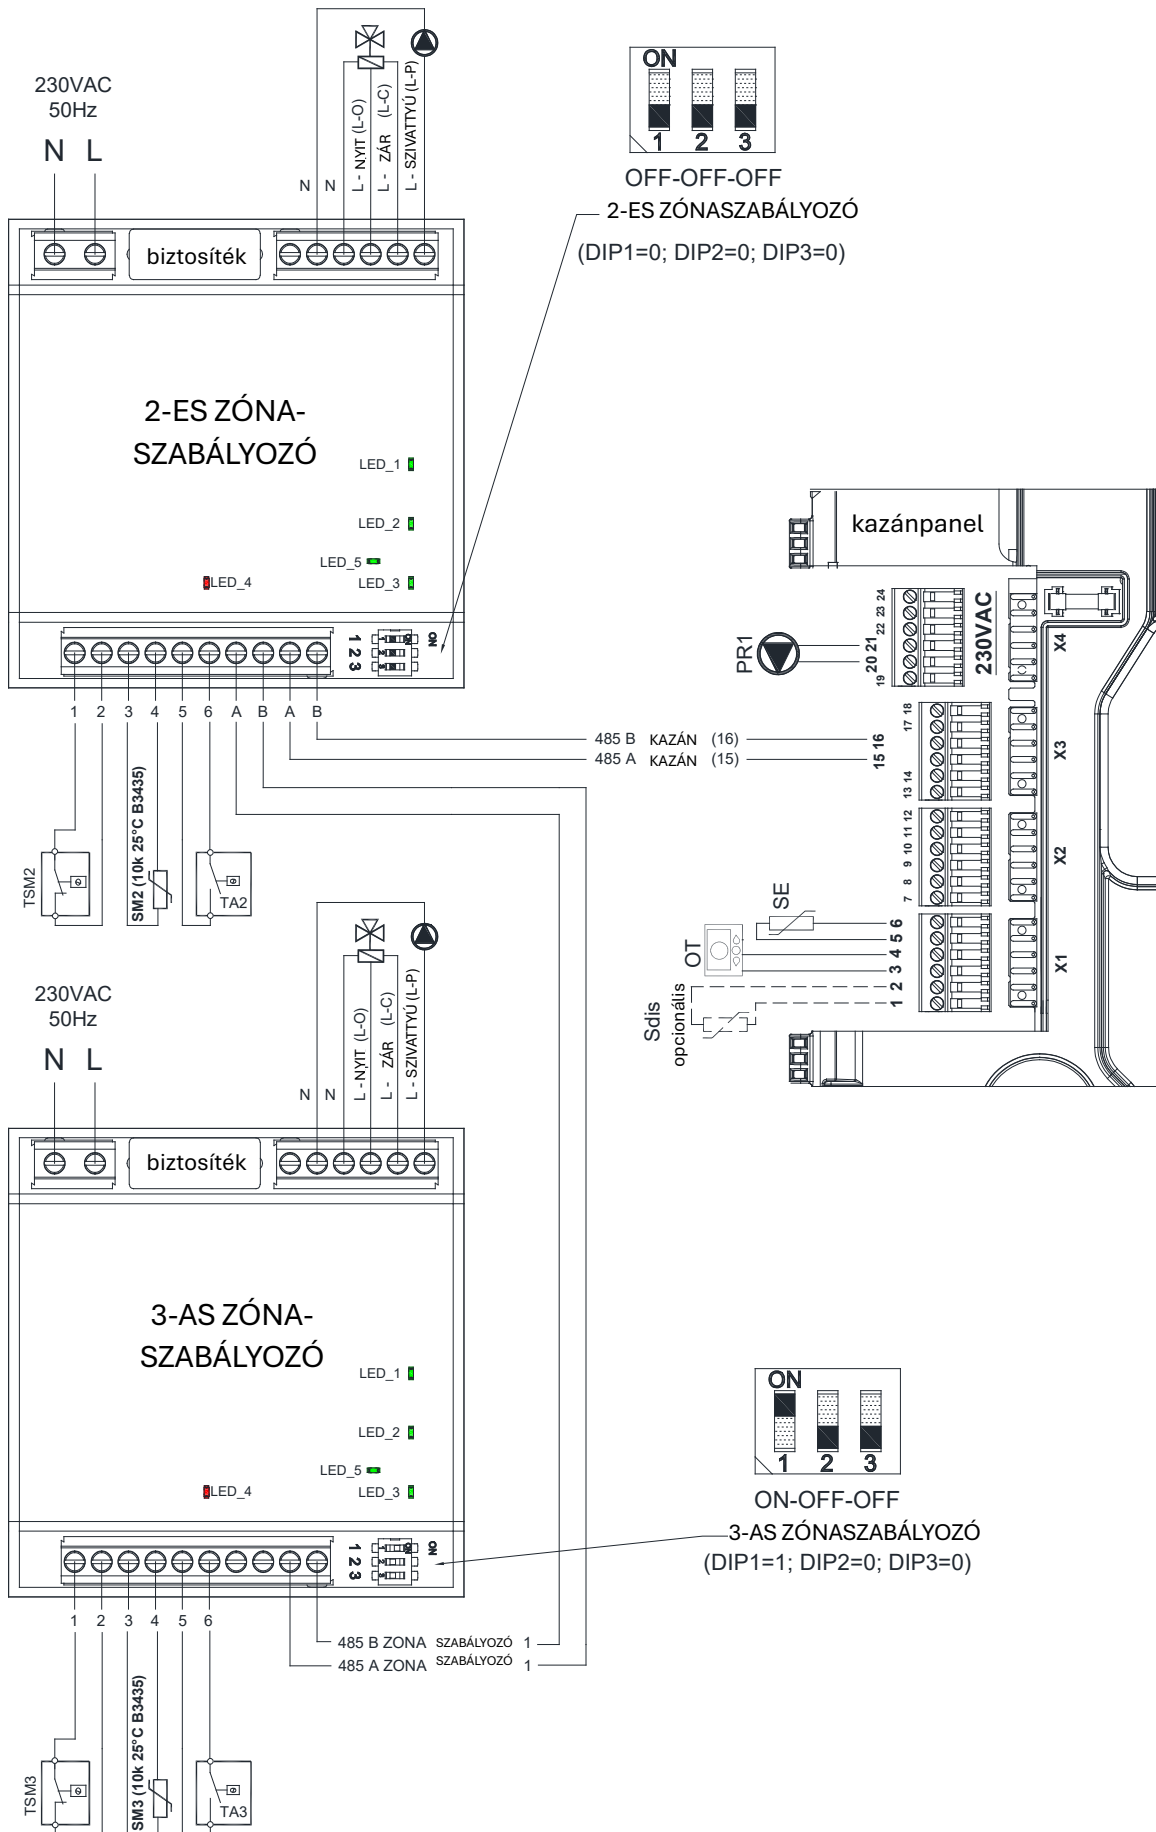 230VAC
50Hz
N L
N N L - NYIT (L-O) L - ZÁR (L-C) L - SZIVATTYÚ (L-P)
biztosíték
2-ES ZÓNA-
SZABÁLYOZÓ
LED_1
LED_2
LED_5
LED_4
LED_3
1 2 3
ON
1 2 3 4 5 6 A B A B
TSM2
SM2 (10k 25°C B3435)
TA2
ON
1 2 3
OFF-OFF-OFF
2-ES ZÓNASZABÁLYOZÓ
(DIP1=0; DIP2=0; DIP3=0)
485 B KAZÁN (16)
485 A KAZÁN (15)
kazánpanel
230VAC
PR1
19 20 21 22 23 24
X4
13 14 15 16 17 18
X3
7 8 9 10 11 12
X2
1 2 3 4 5 6
X1
SE
OT
Sdis
opcionális
230VAC
50Hz
N L
N N L - NYIT (L-O) L - ZÁR (L-C) L - SZIVATTYÚ (L-P)
biztosíték
3-AS ZÓNA-
SZABÁLYOZÓ
LED_1
LED_2
LED_5
LED_4
LED_3
1 2 3
ON
1 2 3 4 5 6
485 B ZONA SZABÁLYOZÓ 1
485 A ZONA SZABÁLYOZÓ 1
TSM3
SM3 (10k 25°C B3435)
TA3
ON
1 2 3
ON-OFF-OFF
3-AS ZÓNASZABÁLYOZÓ
(DIP1=1; DIP2=0; DIP3=0)